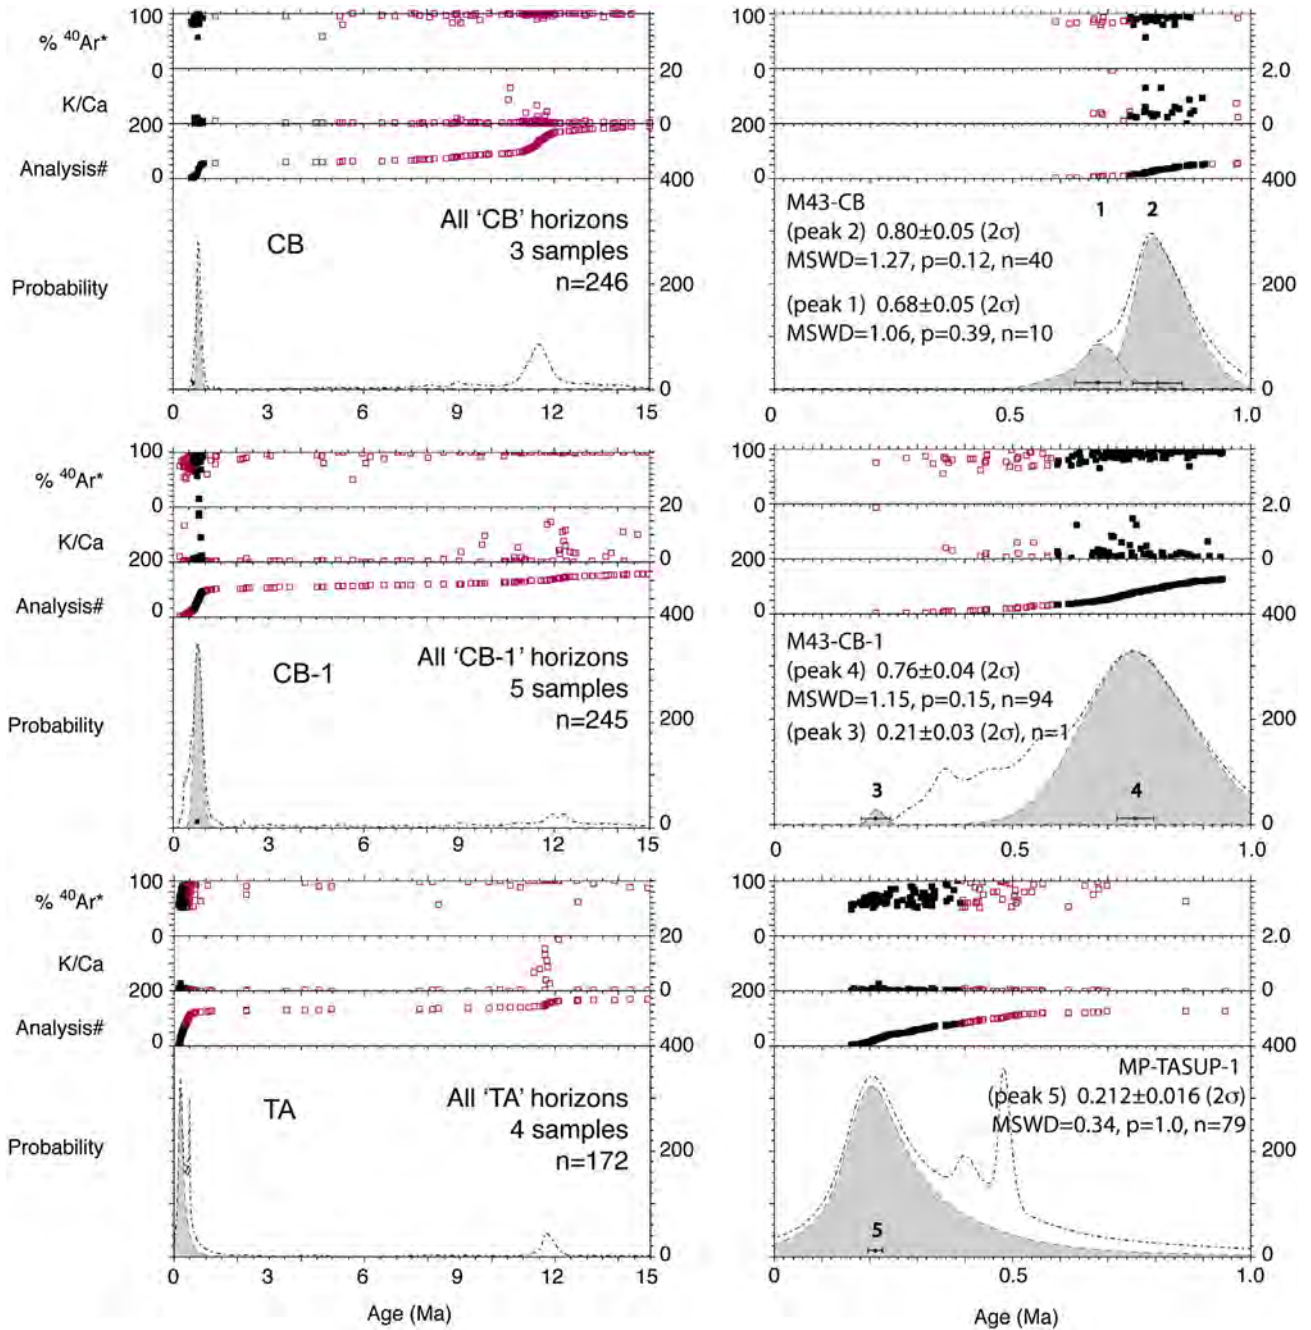 % ⁴⁰Ar*
100
0
K/Ca
20
0
Analysis#
200
0
Probability
400
200
0
CB
All ‘CB’ horizons
3 samples
n=246
0 3 6 9 12 15
100
0
2.0
0
200
0
400
200
0
M43-CB
(peak 2) 0.80±0.05 (2σ)
MSWD=1.27, p=0.12, n=40
(peak 1) 0.68±0.05 (2σ)
MSWD=1.06, p=0.39, n=10
1 2
0 0.5 1.0
% ⁴⁰Ar*
100
0
K/Ca
20
0
Analysis#
200
0
Probability
400
200
0
CB-1
All ‘CB-1’ horizons
5 samples
n=245
0 3 6 9 12 15
100
0
2.0
0
200
0
400
200
0
M43-CB-1
(peak 4) 0.76±0.04 (2σ)
MSWD=1.15, p=0.15, n=94
(peak 3) 0.21±0.03 (2σ), n=1
3 4
0 0.5 1.0
% ⁴⁰Ar*
100
0
K/Ca
20
0
Analysis#
200
0
Probability
400
200
0
TA
All ‘TA’ horizons
4 samples
n=172
0 3 6 9 12 15
Age (Ma)
100
0
2.0
0
200
0
400
200
0
MP-TASUP-1
(peak 5) 0.212±0.016 (2σ)
MSWD=0.34, p=1.0, n=79
5
0 0.5 1.0
Age (Ma)